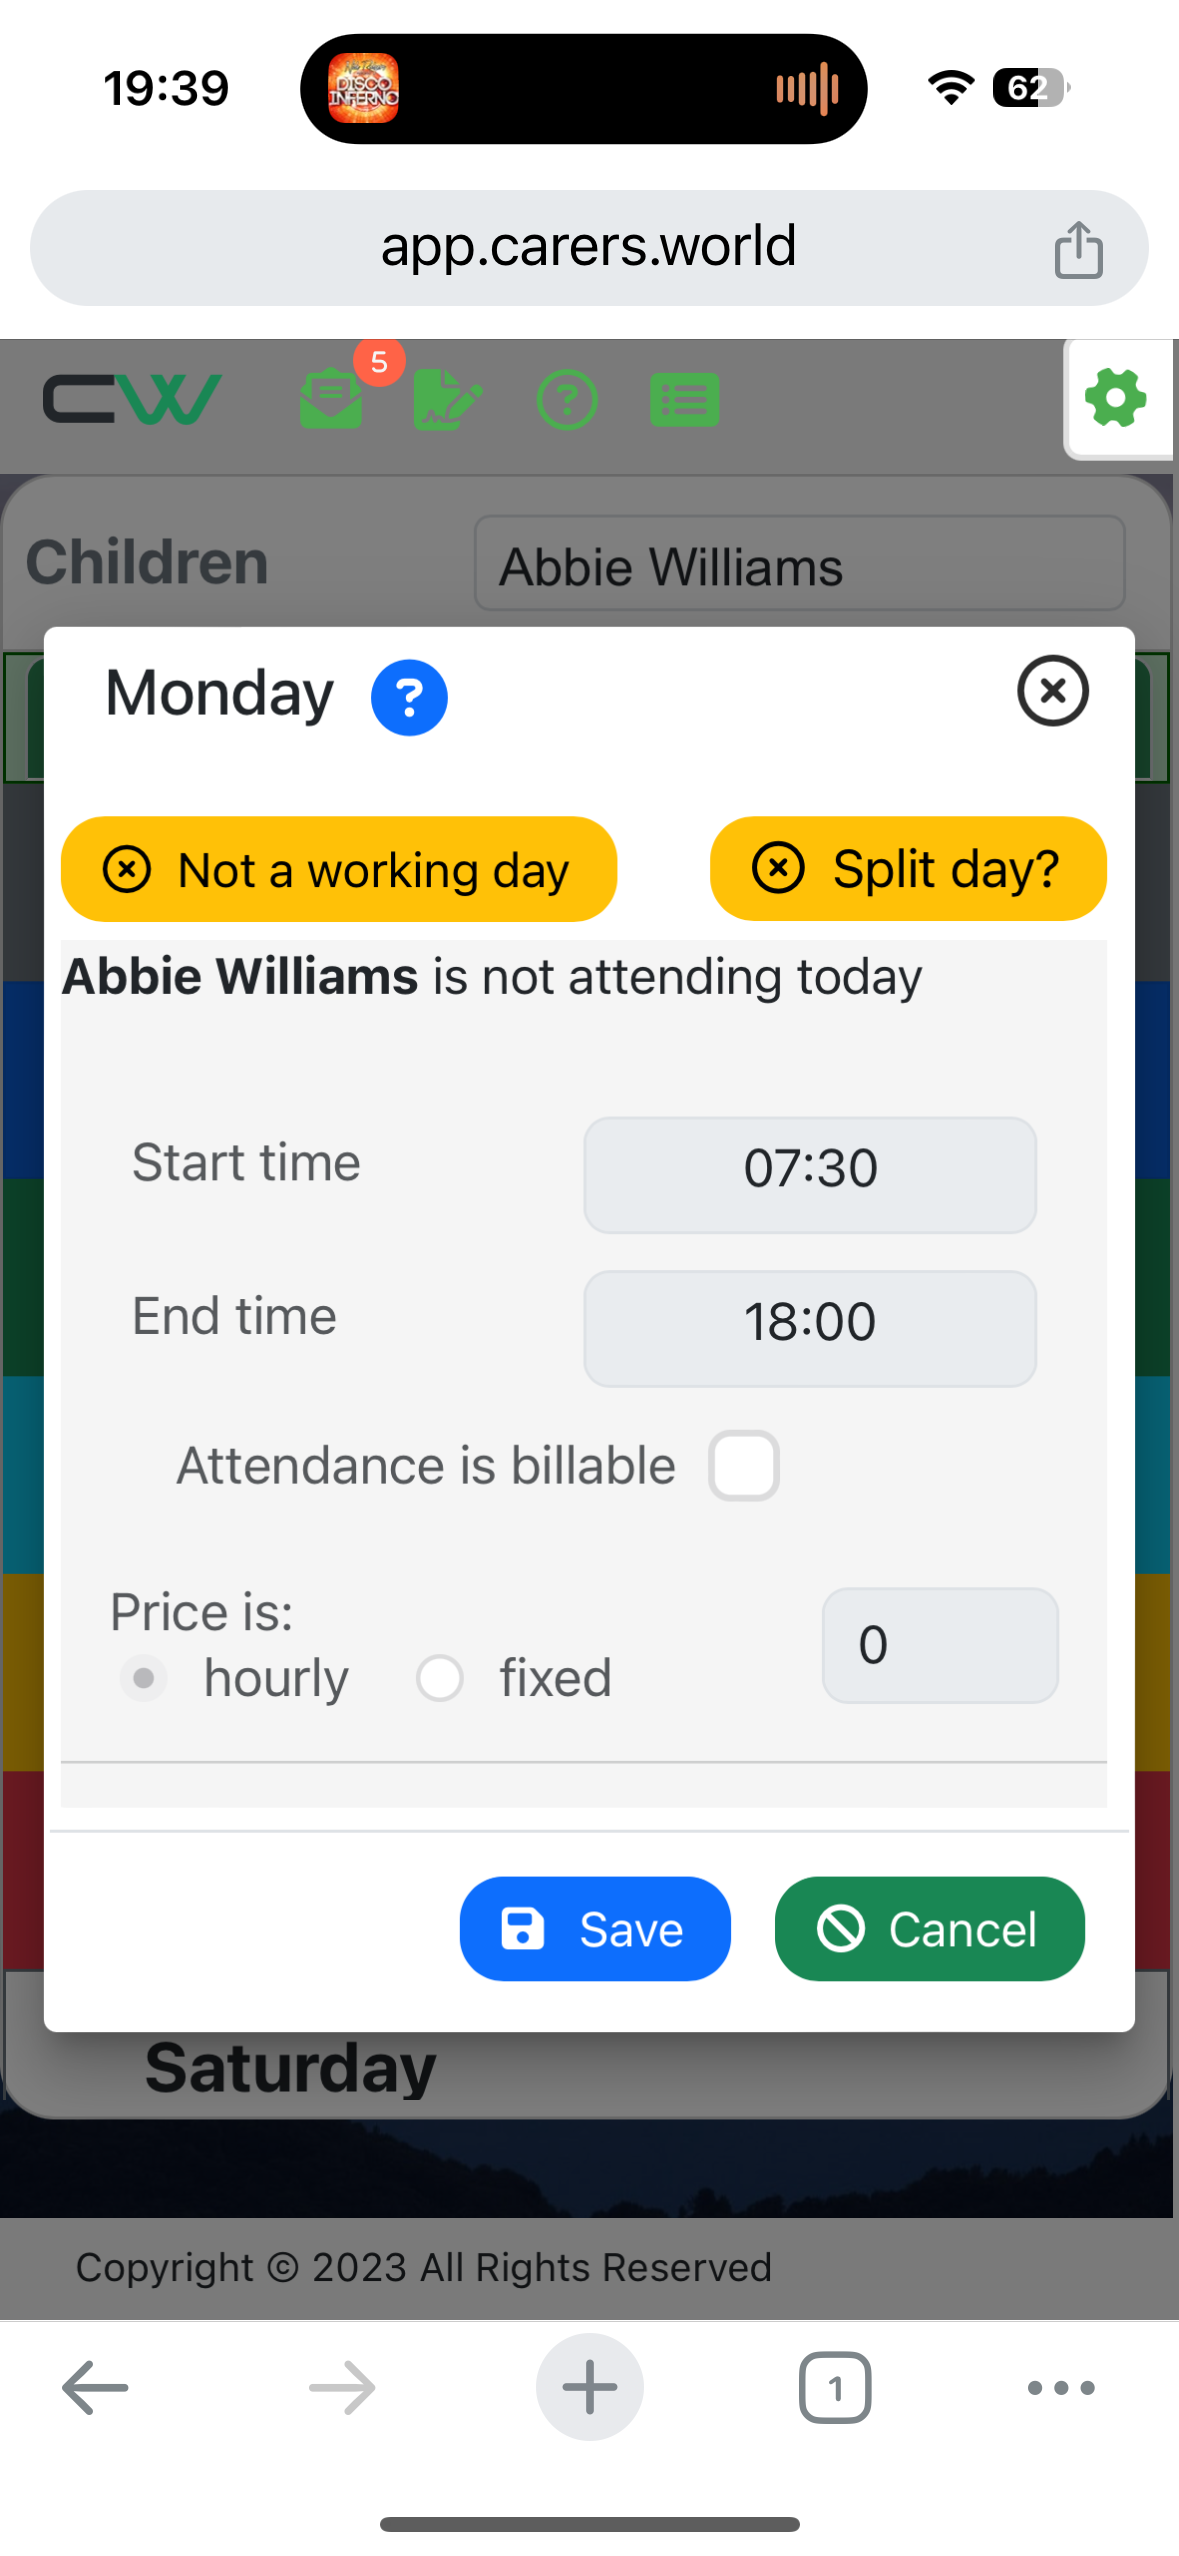 19:39
DISCO
INFERNO
62
app.carers.world
CW
5
?
Children
Abbie Williams
Monday ?
Not a working day
Split day?
Abbie Williams is not attending today
Start time
07:30
End time
18:00
Attendance is billable
Price is:
0
hourly
fixed
Save
Cancel
Saturday
Copyright © 2023 All Rights Reserved
1